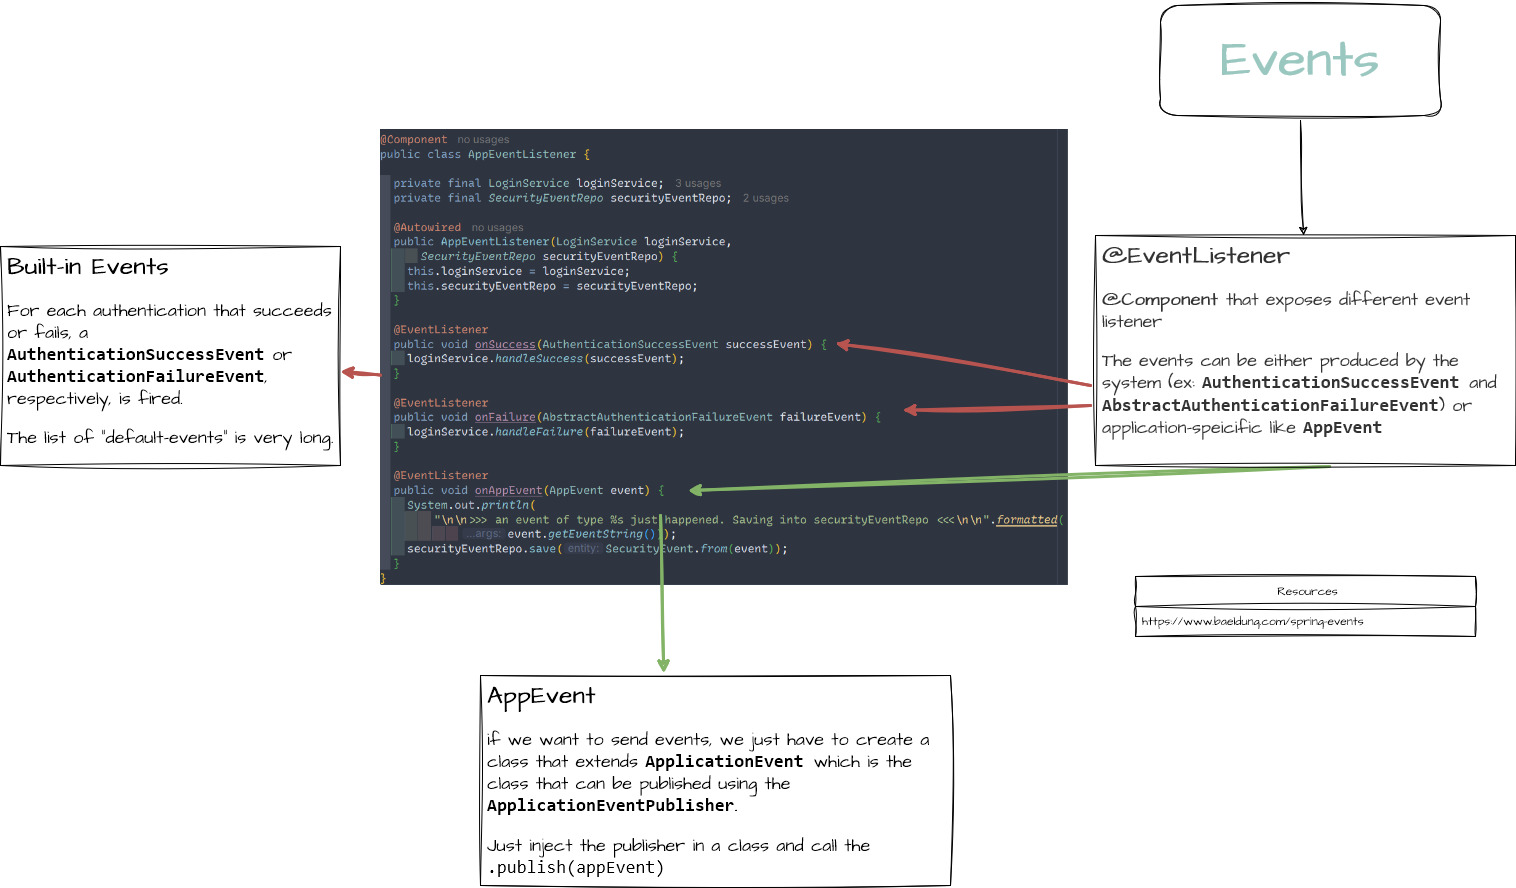 Events
@Component no usages
public class AppEventListener {
private final LoginService loginService; 3 usages
private final SecurityEventRepo securityEventRepo; 2 usages
@Autowired no usages
public AppEventListener(LoginService loginService,
SecurityEventRepo securityEventRepo) {
this.loginService = loginService;
this.securityEventRepo = securityEventRepo;
}
@EventListener
public void onSuccess(AuthenticationSuccessEvent successEvent) {
loginService.handleSuccess(successEvent);
}
@EventListener
public void onFailure(AbstractAuthenticationFailureEvent failureEvent) {
loginService.handleFailure(failureEvent);
}
@EventListener
public void onAppEvent(AppEvent event) {
System.out.println(
"\n\n>>> an event of type %s just happened. Saving into securityEventRepo <<<\n\n".formatted(
...args: event.getEventString()));
securityEventRepo.save( entity: SecurityEvent.from(event));
}
}
Built-in Events
For each authentication that succeeds
or fails, a
AuthenticationSuccessEvent or
AuthenticationFailureEvent,
respectively, is fired.
The list of "default-events" is very long.
@EventListener
@Component that exposes different event
listener
The events can be either produced by the
system (ex: AuthenticationSuccessEvent and
AbstractAuthenticationFailureEvent) or
application-speicific like AppEvent
Resources
https://www.baeldung.com/spring-events
AppEvent
if we want to send events, we just have to create a
class that extends ApplicationEvent which is the
class that can be published using the
ApplicationEventPublisher.
Just inject the publisher in a class and call the
.publish(appEvent)